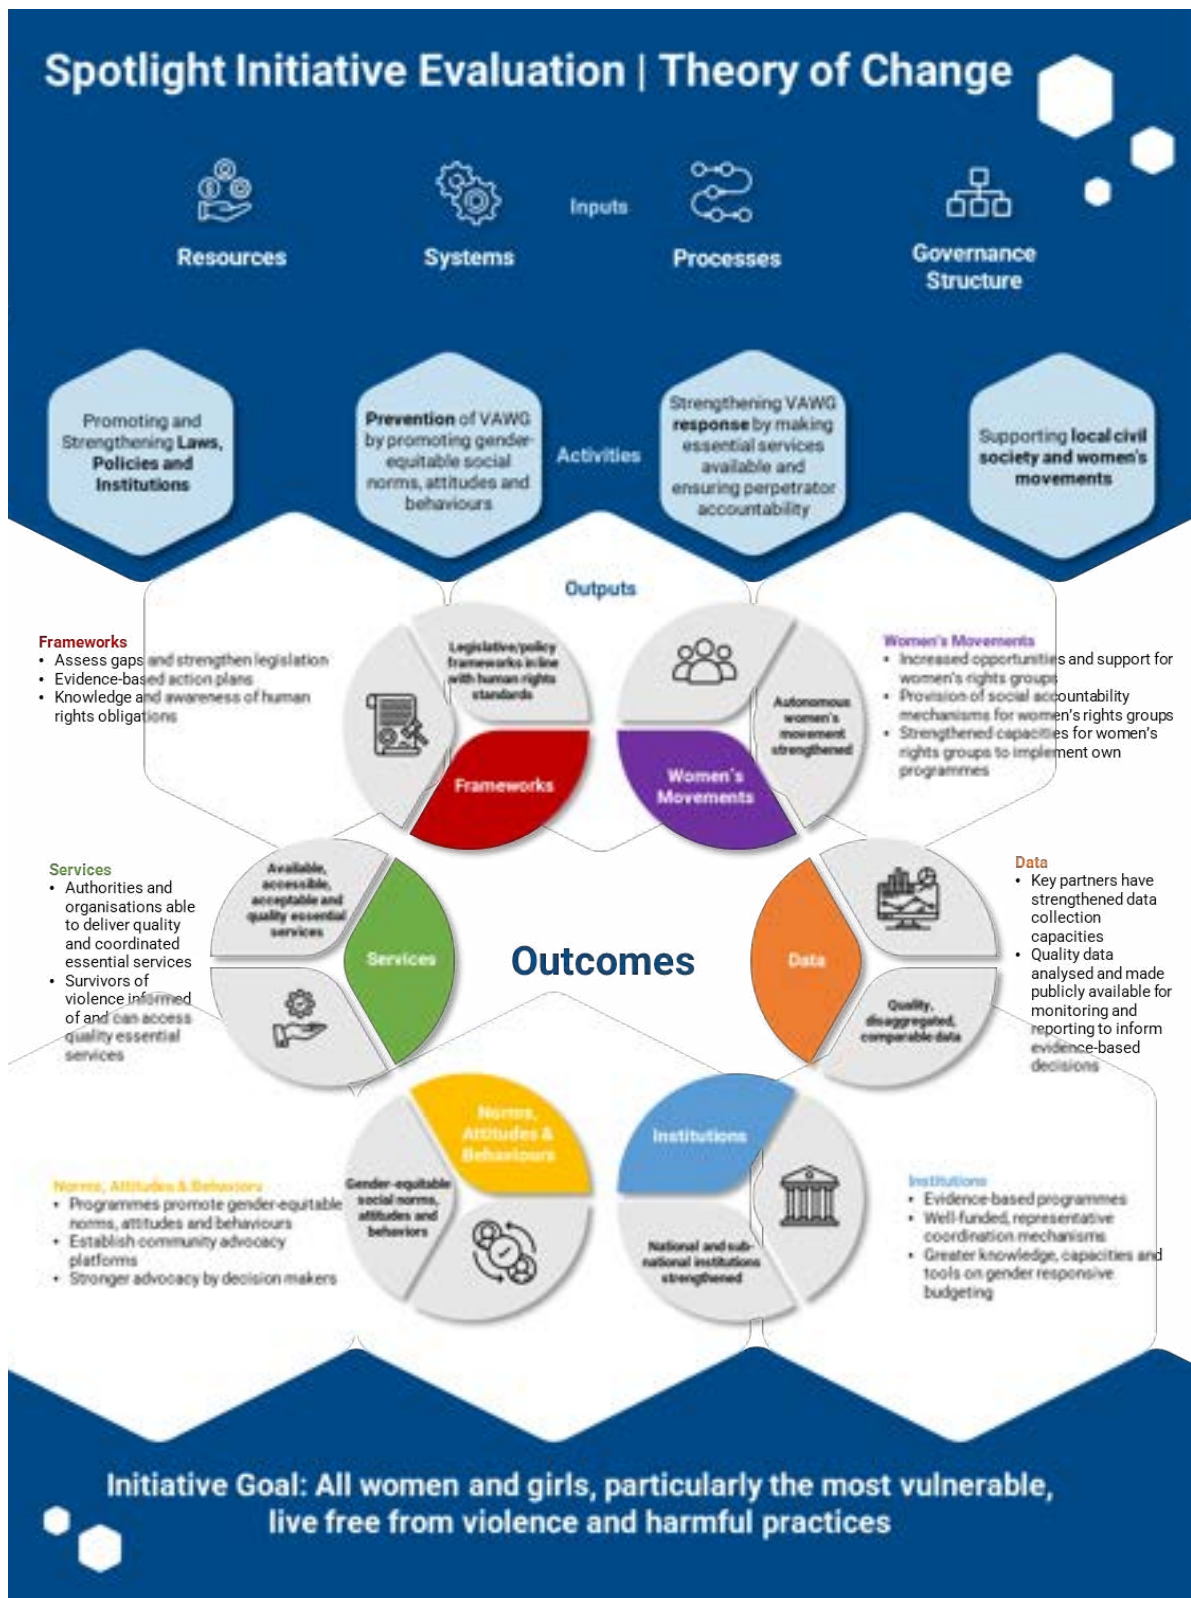 Spotlight Initiative Evaluation | Theory of Change
Inputs
Resources
Systems
Processes
Governance
Structure
Promoting and
Strengthening Laws,
Policies and
Institutions
Prevention of VAWG
by promoting gender-
equitable social
norms, attitudes and
behaviours
Activities
Strengthening VAWG
response by making
essential services
available and
ensuring perpetrator
accountability
Supporting local civil
society and women's
movements
Outputs
Frameworks
• Assess gaps and strengthen legislation
• Evidence-based action plans
• Knowledge and awareness of human
rights obligations
Legislative/policy
frameworks in line
with human rights
standards
Frameworks
Women's
Movements
Autonomous
women's
movement
strengthened
Women's Movements
• Increased opportunities and support for
women's rights groups
• Provision of social accountability
mechanisms for women's rights groups
• Strengthened capacities for women's
rights groups to implement own
programmes
Services
• Authorities and
organisations able
to deliver quality
and coordinated
essential services
• Survivors of
violence informed
of and can access
quality essential
services
Available,
accessible,
acceptable and
quality essential
services
Services
Outcomes
Data
Quality,
disaggregated,
comparable data
Data
• Key partners have
strengthened data
collection
capacities
• Quality data
analysed and made
publicly available for
monitoring and
reporting to inform
evidence-based
decisions
Norms, Attitudes & Behaviors
• Programmes promote gender-equitable
norms, attitudes and behaviours
• Establish community advocacy
platforms
• Stronger advocacy by decision makers
Gender-equitable
social norms,
attitudes and
behaviors
Norms,
Attitudes &
Behaviours
Institutions
National and sub-
national institutions
strengthened
Institutions
• Evidence-based programmes
• Well-funded, representative
coordination mechanisms
• Greater knowledge, capacities and
tools on gender responsive
budgeting
Initiative Goal: All women and girls, particularly the most vulnerable,
live free from violence and harmful practices